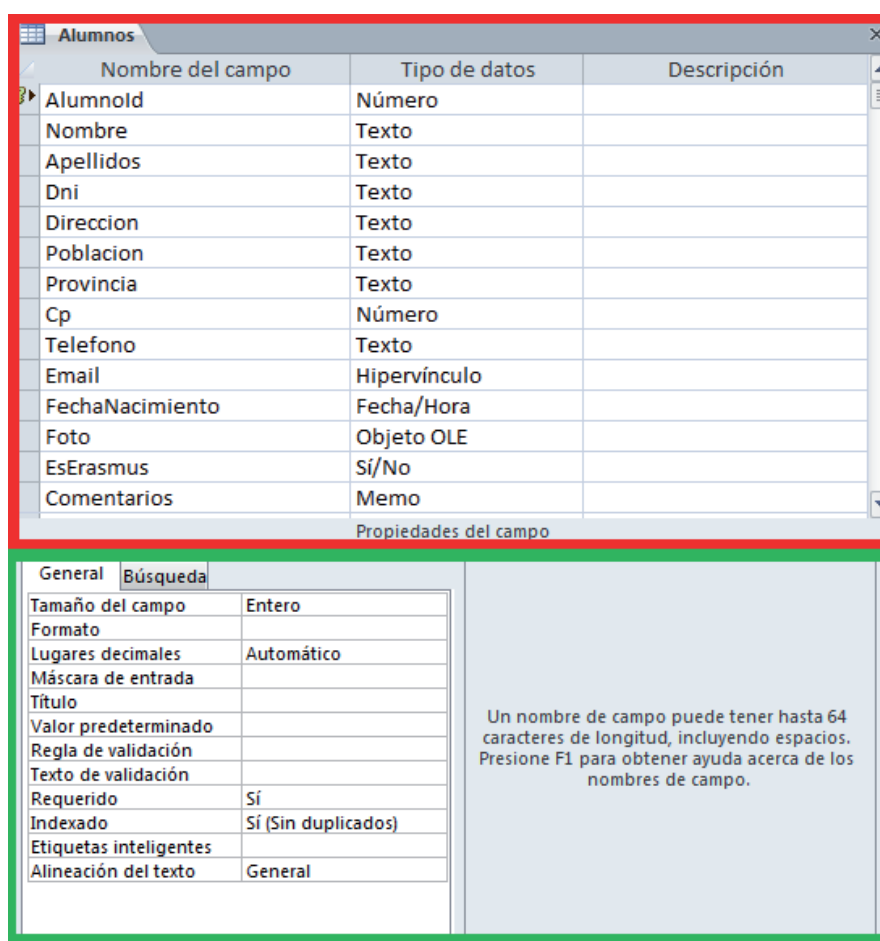 Alumnos
Nombre del campo Tipo de datos Descripción
AlumnoId Número
Nombre Texto
Apellidos Texto
Dni Texto
Direccion Texto
Poblacion Texto
Provincia Texto
Cp Número
Telefono Texto
Email Hipervínculo
FechaNacimiento Fecha/Hora
Foto Objeto OLE
EsErasmus Sí/No
Comentarios Memo
Propiedades del campo
General Búsqueda
Tamaño del campo Entero
Formato
Lugares decimales Automático
Máscara de entrada
Título
Valor predeterminado
Regla de validación
Texto de validación
Requerido Sí
Indexado Sí (Sin duplicados)
Etiquetas inteligentes
Alineación del texto General
Un nombre de campo puede tener hasta 64
caracteres de longitud, incluyendo espacios.
Presione F1 para obtener ayuda acerca de los
nombres de campo.